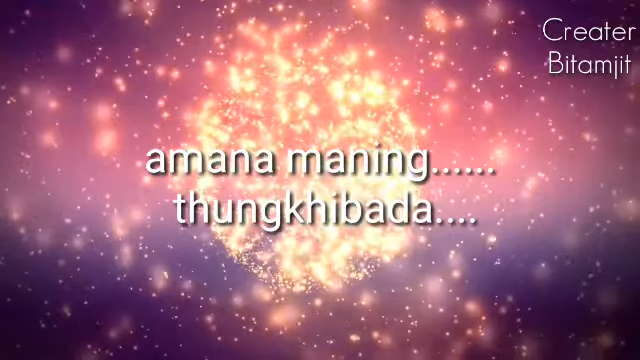 Creater
Bitamjit
amana maning......
thungkhibada....